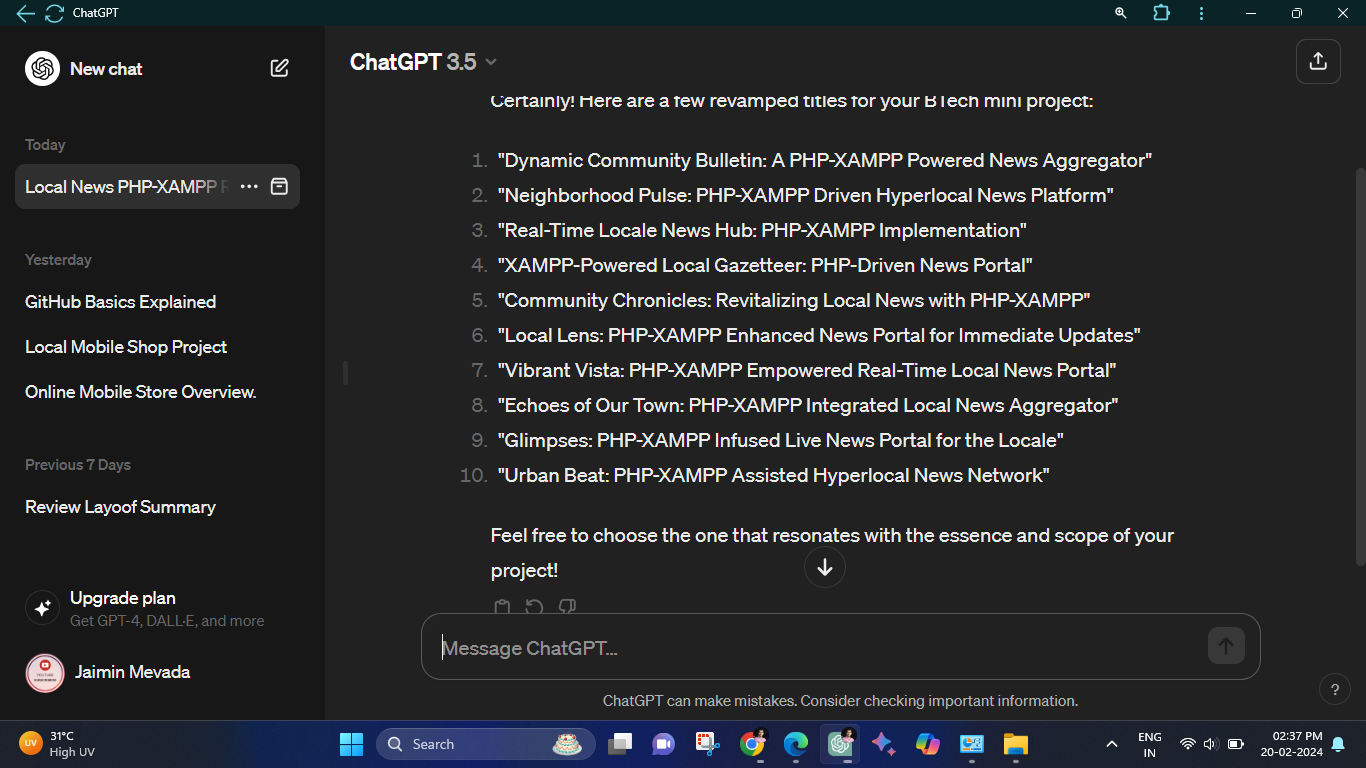 ChatGPT
New chat
ChatGPT 3.5
Today
Local News PHP-XAMPP
Yesterday
GitHub Basics Explained
Local Mobile Shop Project
Online Mobile Store Overview.
Previous 7 Days
Review Layoof Summary
Upgrade plan
Get GPT-4, DALL·E, and more
Jaimin Mevada
Certainly! Here are a few revamped titles for your BTech mini project:
1. "Dynamic Community Bulletin: A PHP-XAMPP Powered News Aggregator"
2. "Neighborhood Pulse: PHP-XAMPP Driven Hyperlocal News Platform"
3. "Real-Time Locale News Hub: PHP-XAMPP Implementation"
4. "XAMPP-Powered Local Gazetteer: PHP-Driven News Portal"
5. "Community Chronicles: Revitalizing Local News with PHP-XAMPP"
6. "Local Lens: PHP-XAMPP Enhanced News Portal for Immediate Updates"
7. "Vibrant Vista: PHP-XAMPP Empowered Real-Time Local News Portal"
8. "Echoes of Our Town: PHP-XAMPP Integrated Local News Aggregator"
9. "Glimpses: PHP-XAMPP Infused Live News Portal for the Locale"
10. "Urban Beat: PHP-XAMPP Assisted Hyperlocal News Network"
Feel free to choose the one that resonates with the essence and scope of your
project!
Message ChatGPT...
ChatGPT can make mistakes. Consider checking important information.
?
UV
31°C
High UV
Search
ENG
IN
02:37 PM
20-02-2024